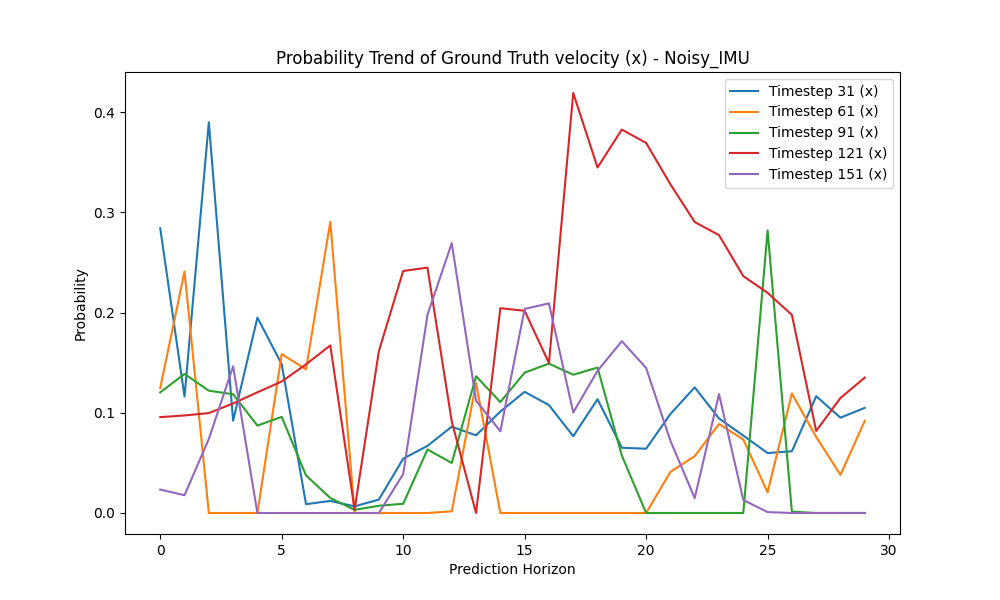 Probability Trend of Ground Truth velocity (x) - Noisy_IMU
Timestep 31 (x)
Timestep 61 (x)
Timestep 91 (x)
Timestep 121 (x)
Timestep 151 (x)
Probability
0.4
0.3
0.2
0.1
0.0
0 5 10 15 20 25 30
Prediction Horizon